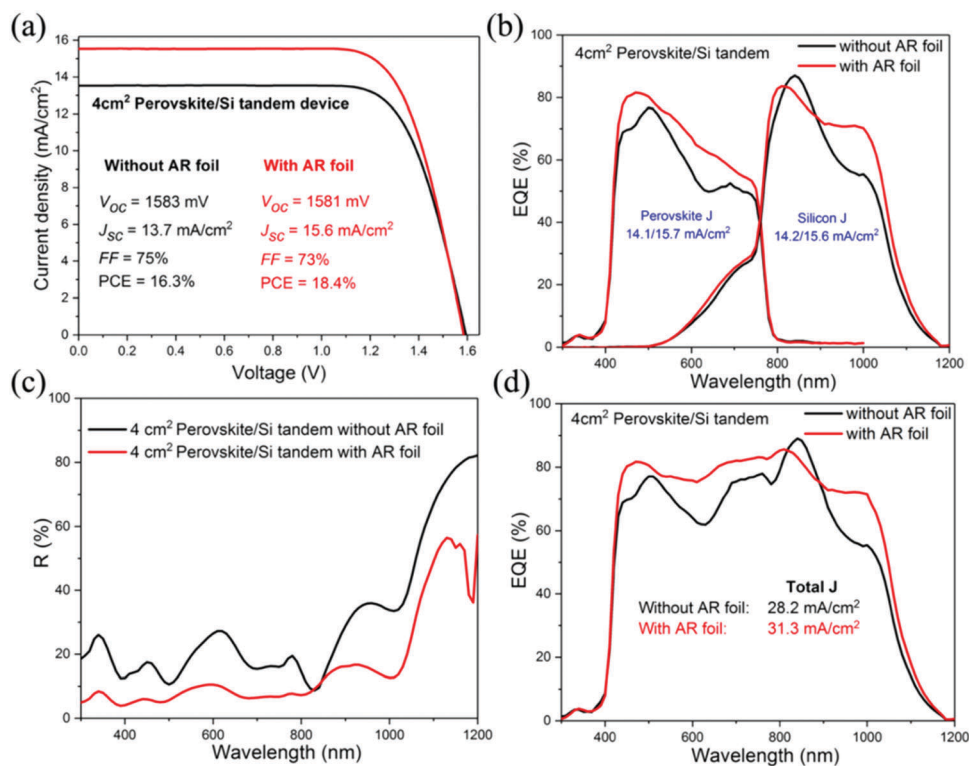 (a)
16
14
12
10
8
6
4
2
0
Current density (mA/cm²)
4cm² Perovskite/Si tandem device
Without AR foil
With AR foil
V_OC = 1583 mV
V_OC = 1581 mV
J_SC = 13.7 mA/cm²
J_SC = 15.6 mA/cm²
FF = 75%
FF = 73%
PCE = 16.3%
PCE = 18.4%
0.0 0.2 0.4 0.6 0.8 1.0 1.2 1.4 1.6
Voltage (V)
(b)
100
80
60
40
20
0
EQE (%)
4cm² Perovskite/Si tandem
without AR foil
with AR foil
Perovskite J
14.1/15.7 mA/cm²
Silicon J
14.2/15.6 mA/cm²
400 600 800 1000 1200
Wavelength (nm)
(c)
100
80
60
40
20
0
R (%)
4 cm² Perovskite/Si tandem without AR foil
4 cm² Perovskite/Si tandem with AR foil
400 600 800 1000 1200
Wavelength (nm)
(d)
100
80
60
40
20
0
EQE (%)
4cm² Perovskite/Si tandem
without AR foil
with AR foil
Total J
Without AR foil: 28.2 mA/cm²
With AR foil: 31.3 mA/cm²
400 600 800 1000 1200
Wavelength (nm)